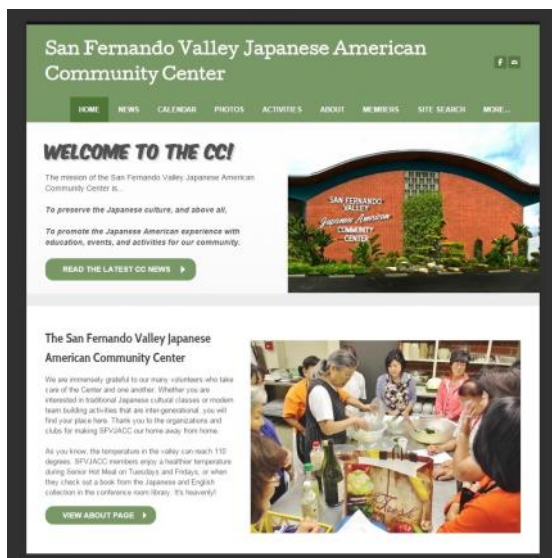 San Fernando Valley Japanese American
Community Center
HOME NEWS CALENDAR PHOTOS ACTIVITIES ABOUT MEMBERS SITE SEARCH MORE...
WELCOME TO THE CC!
The mission of the San Fernando Valley Japanese American
Community Center is...
To preserve the Japanese culture, and above all,
To promote the Japanese American experience with
education, events, and activities for our community.
READ THE LATEST CC NEWS
SAN FERNANDO
VALLEY
Japanese American
COMMUNITY
CENTER
The San Fernando Valley Japanese
American Community Center
We are immensely grateful to our many volunteers who take
care of the Center and one another. Whether you are
interested in traditional Japanese cultural classes or modern
team building activities that are inter-generational, you will
find your place here. Thank you to the organizations and
clubs for making SFVJACC our home away from home.
As you know, the temperature in the valley can reach 110
degrees. SFVJACC members enjoy a healthier temperature
during Senior Hot Meal on Tuesdays and Fridays, or when
they check out a book from the Japanese and English
collection in the conference room library. It's heavenly!
VIEW ABOUT PAGE
Fresh